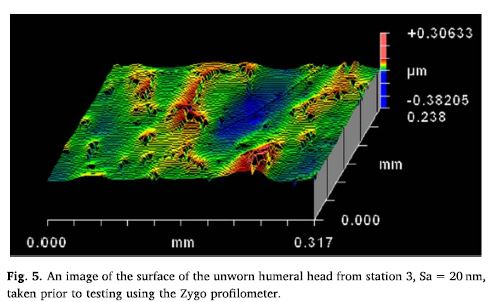 +0.30633
µm
-0.38205
0.238
mm
0.000
0.000 mm 0.317
Fig. 5. An image of the surface of the unworn humeral head from station 3, Sa = 20 nm,
taken prior to testing using the Zygo profilometer.